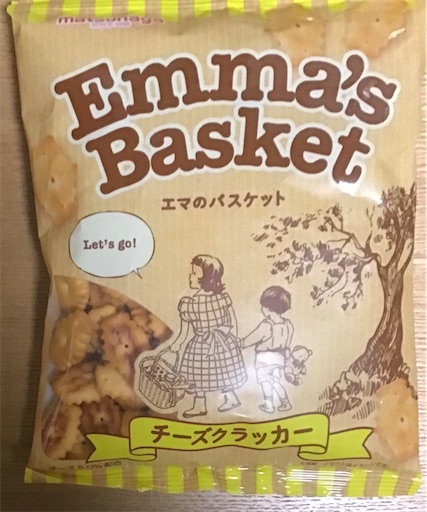 matsunaga
Emma's
Basket
エマのバスケット
Let's go!
チーズクラッカー